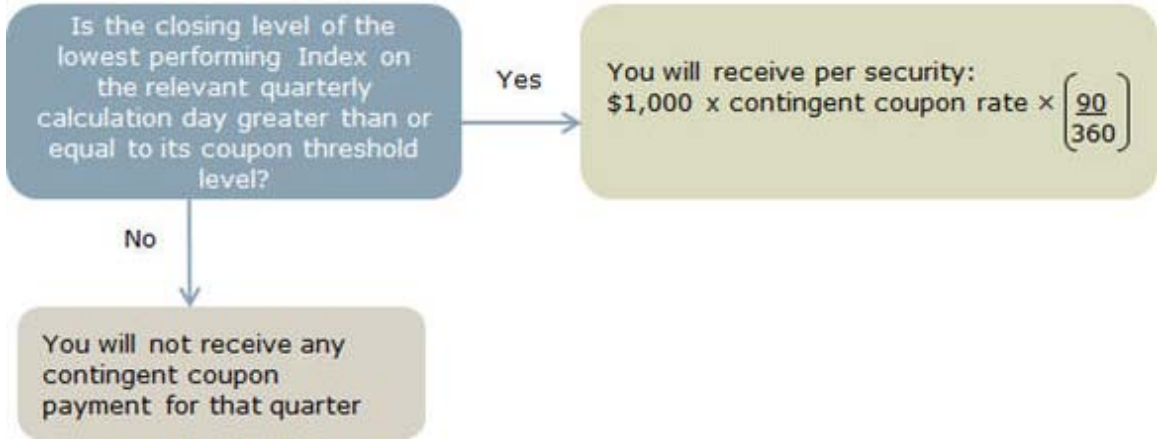 Is the closing level of the
lowest performing Index on
the relevant quarterly
calculation day greater than or
equal to its coupon threshold
level?
Yes
You will receive per security:
$1,000 x contingent coupon rate × (90/360)
No
You will not receive any
contingent coupon
payment for that quarter